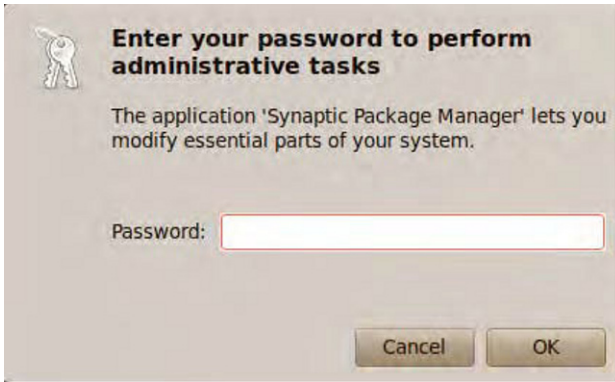 Enter your password to perform
administrative tasks
The application 'Synaptic Package Manager' lets you
modify essential parts of your system.
Password:
Cancel
OK